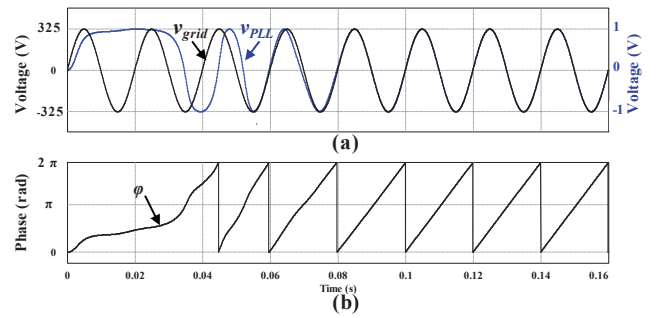 325
0
-325
Voltage (V)
v_grid
v_PLL
1
0
-1
Voltage (V)
(a)
2 π
π
0
Phase (rad)
φ
0 0.02 0.04 0.06 0.08 0.1 0.12 0.14 0.16
Time (s)
(b)